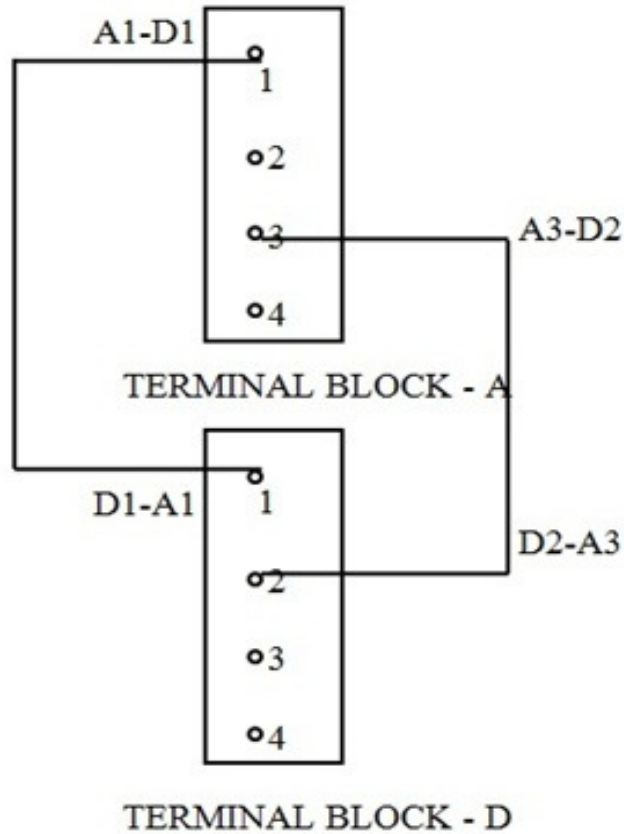 A1-D1
1
2
3
A3-D2
4
TERMINAL BLOCK - A
D1-A1
1
2
D2-A3
3
4
TERMINAL BLOCK - D